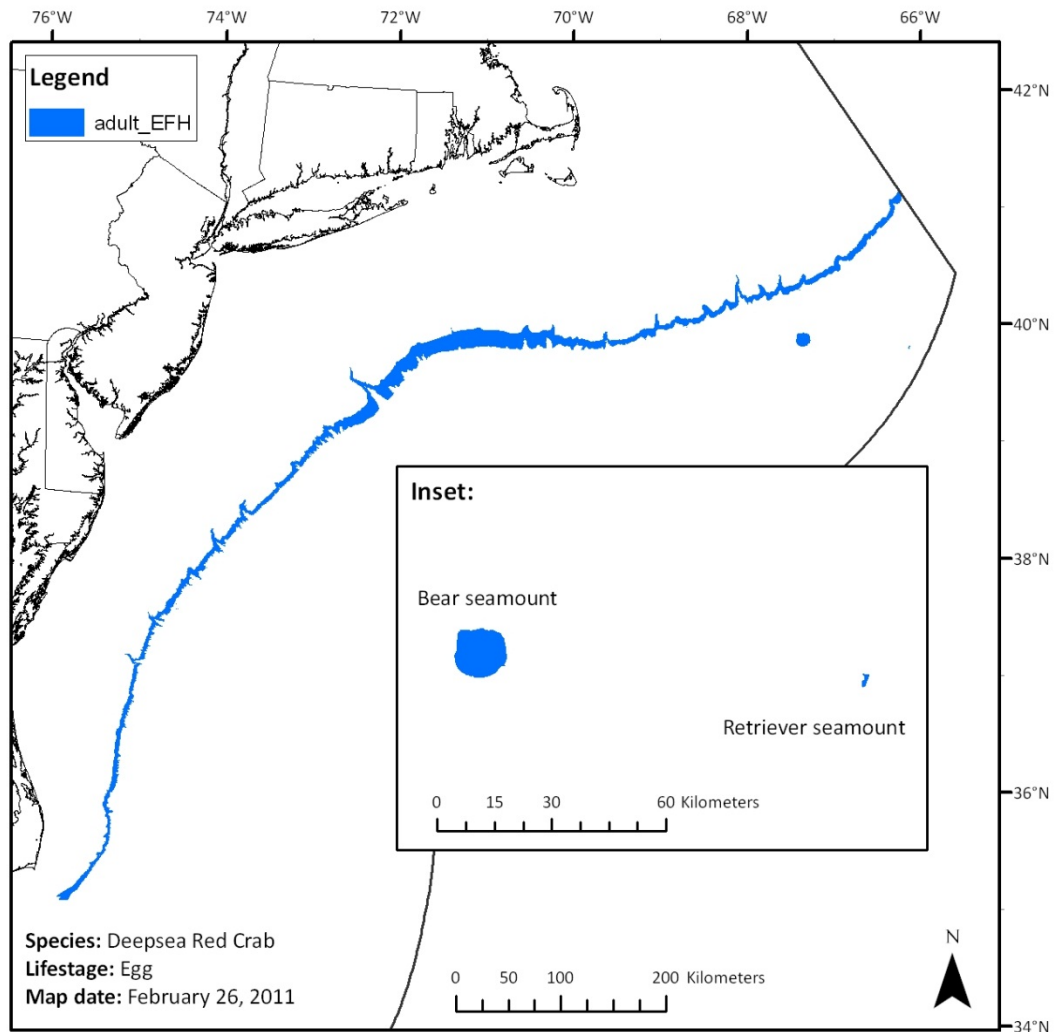 76°W 74°W 72°W 70°W 68°W 66°W
Legend
adult_EFH
42°N
40°N
38°N
36°N
34°N
Inset:
Bear seamount
Retriever seamount
0 15 30 60 Kilometers
Species: Deepsea Red Crab
Lifestage: Egg
Map date: February 26, 2011
0 50 100 200 Kilometers
N